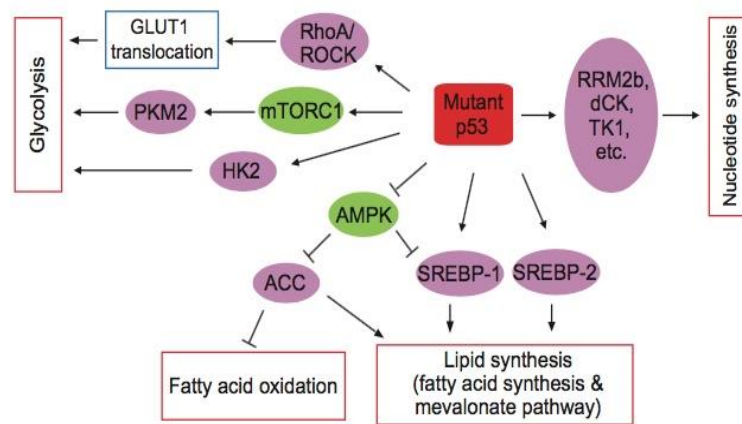 GLUT1
translocation
RhoA/
ROCK
Glycolysis
PKM2
mTORC1
Mutant
p53
RRM2b,
dCK,
TK1,
etc.
Nucleotide synthesis
HK2
AMPK
ACC
SREBP-1
SREBP-2
Fatty acid oxidation
Lipid synthesis
(fatty acid synthesis &
mevalonate pathway)